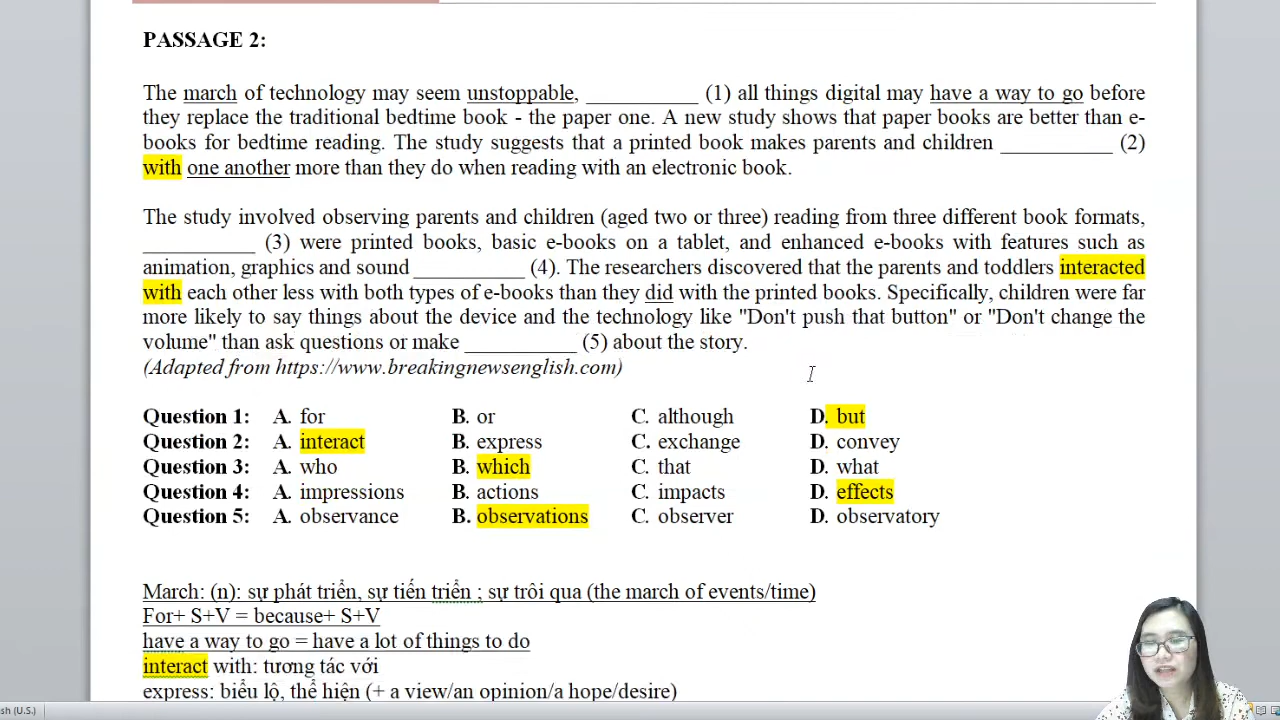 PASSAGE 2:
The march of technology may seem unstoppable, __________ (1) all things digital may have a way to go before
they replace the traditional bedtime book - the paper one. A new study shows that paper books are better than e-
books for bedtime reading. The study suggests that a printed book makes parents and children __________ (2)
with one another more than they do when reading with an electronic book.
The study involved observing parents and children (aged two or three) reading from three different book formats,
__________ (3) were printed books, basic e-books on a tablet, and enhanced e-books with features such as
animation, graphics and sound __________ (4). The researchers discovered that the parents and toddlers interacted
with each other less with both types of e-books than they did with the printed books. Specifically, children were far
more likely to say things about the device and the technology like "Don't push that button" or "Don't change the
volume" than ask questions or make __________ (5) about the story.
(Adapted from https://www.breakingnewsenglish.com)
Question 1: A. for B. or C. although D. but
Question 2: A. interact B. express C. exchange D. convey
Question 3: A. who B. which C. that D. what
Question 4: A. impressions B. actions C. impacts D. effects
Question 5: A. observance B. observations C. observer D. observatory
March: (n): sự phát triển, sự tiến triển ; sự trôi qua (the march of events/time)
For+ S+V = because+ S+V
have a way to go = have a lot of things to do
interact with: tương tác với
express: biểu lộ, thể hiện (+ a view/an opinion/a hope/desire)
sh (U.S.)